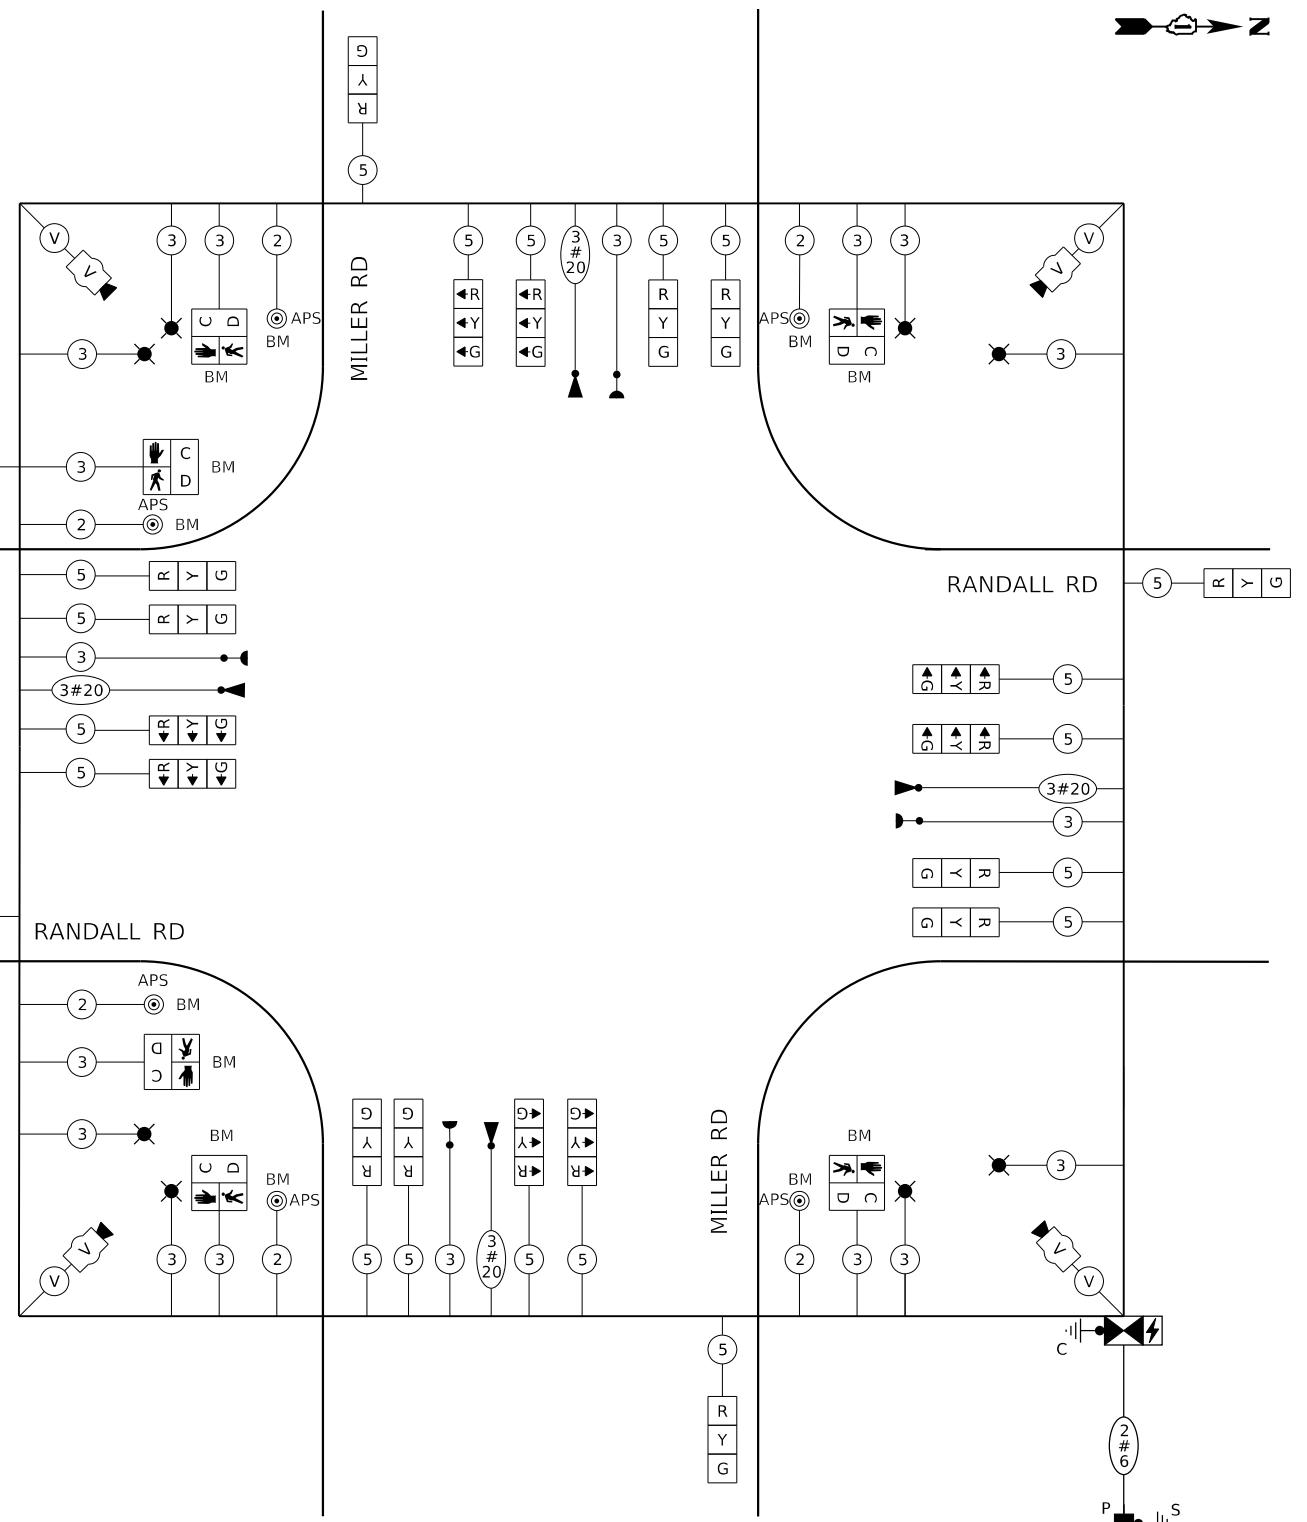 N
G
Y
R
5
V V 3 3 2 5 5 3 # 20 3 5 5 2 3 3 V V
C D APS MILLER RD R R R R APS
BM Y Y Y Y BM
3 G G G G D C 3
BM BM
3 C BM
D
APS
2 BM
5 R Y G
RANDALL RD 5 R Y G
5 R Y G
3
G Y R 5
3#20
5 R Y G
G Y R 5
5 R Y G
3#20
3
G Y R 5
G Y R 5
RANDALL RD
APS
2 BM
3 D C BM
3
G G G G
Y Y Y Y
R R R R
MILLER RD
BM BM
C D BM BM D C
APS APS
3
V V 3 3 2 5 5 3 3 # 20 5 5 2 3 3 V V
5
C
R
Y
G
2
#
6
P S